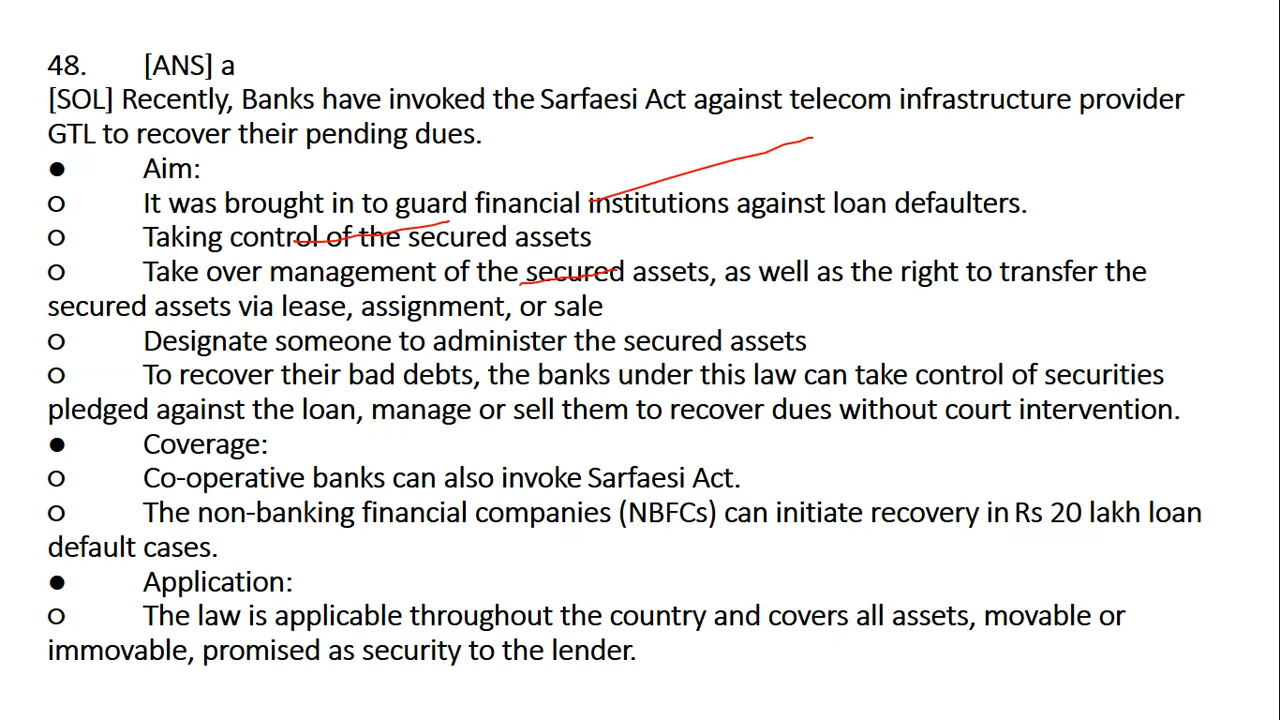 48. [ANS] a
[SOL] Recently, Banks have invoked the Sarfaesi Act against telecom infrastructure provider
GTL to recover their pending dues.
● Aim:
○ It was brought in to guard financial institutions against loan defaulters.
○ Taking control of the secured assets
○ Take over management of the secured assets, as well as the right to transfer the
secured assets via lease, assignment, or sale
○ Designate someone to administer the secured assets
○ To recover their bad debts, the banks under this law can take control of securities
pledged against the loan, manage or sell them to recover dues without court intervention.
● Coverage:
○ Co-operative banks can also invoke Sarfaesi Act.
○ The non-banking financial companies (NBFCs) can initiate recovery in Rs 20 lakh loan
default cases.
● Application:
○ The law is applicable throughout the country and covers all assets, movable or
immovable, promised as security to the lender.